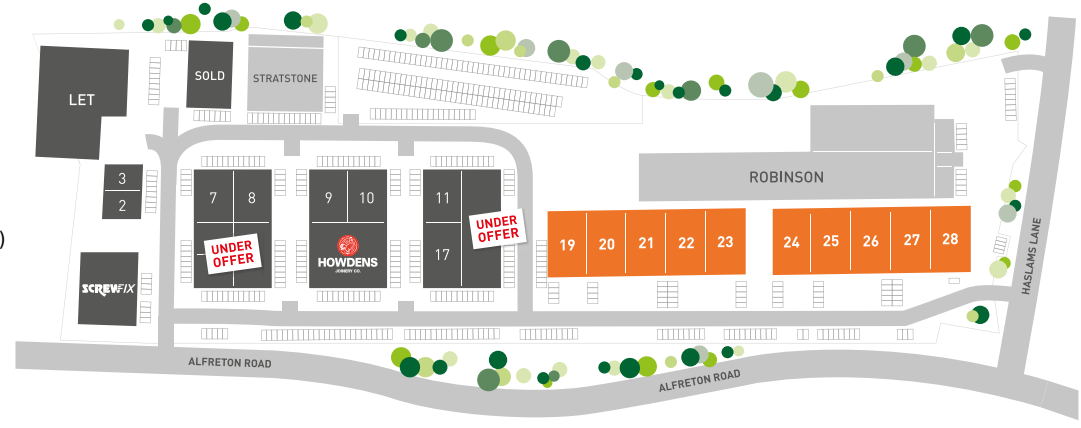 SOLD
STRATSTONE
LET
3
2
7
8
9
10
11
17
UNDER
OFFER
UNDER
OFFER
HOWDENS
JOINERY CO.
SCREWFIX
ROBINSON
19
20
21
22
23
24
25
26
27
28
HASLAMS LANE
ALFRETON ROAD
ALFRETON ROAD
)